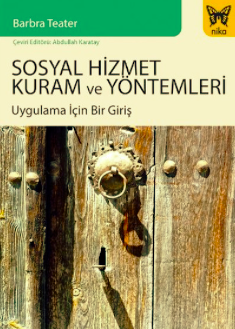 Barbra Teater
nika
Çeviri Editörü: Abdullah Karatay
SOSYAL HİZMET
KURAM ve YÖNTEMLERİ
Uygulama İçin Bir Giriş